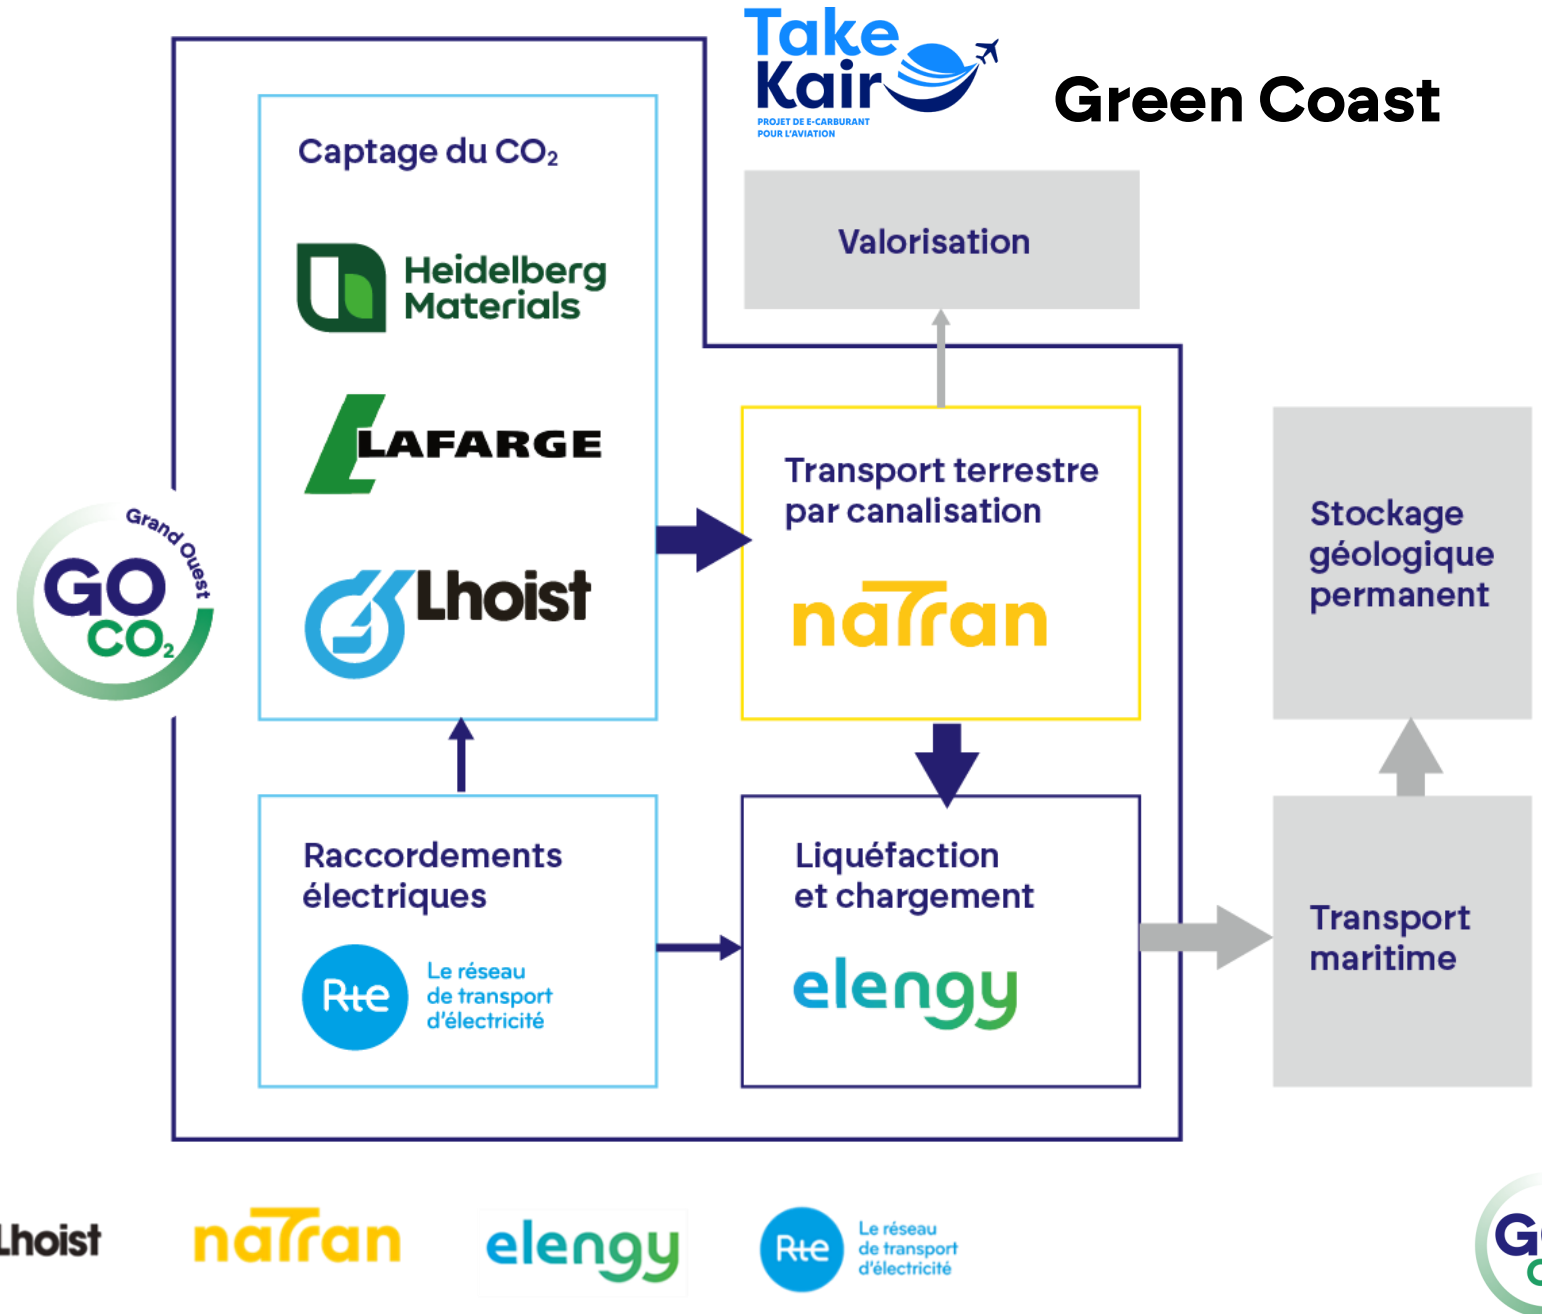 Take
Kair
PROJET DE E-CARBURANT
POUR L'AVIATION
Green Coast
Captage du CO₂
Heidelberg
Materials
LAFARGE
Lhoist
Valorisation
Transport terrestre
par canalisation
naTran
Stockage
géologique
permanent
Grand Ouest
GO
CO₂
Raccordements
électriques
Rte
Le réseau
de transport
d'électricité
Liquéfaction
et chargement
elengy
Transport
maritime
Lhoist
naTran
elengy
Rte
Le réseau
de transport
d'électricité